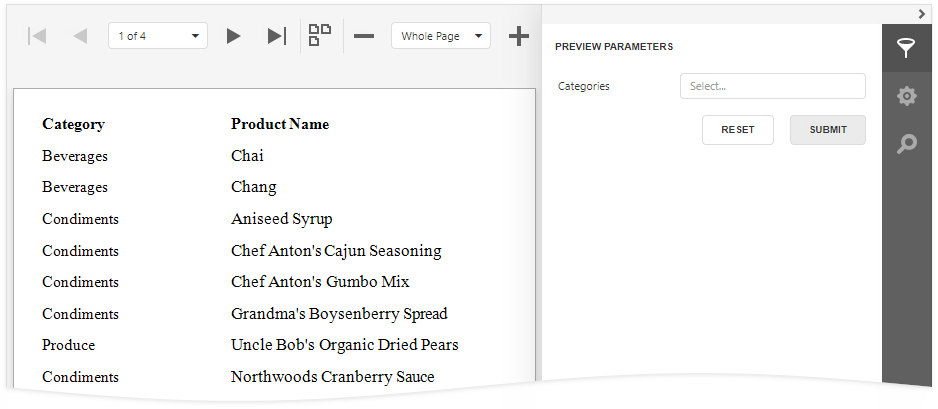 1 of 4
Whole Page
PREVIEW PARAMETERS
Categories
Select...
RESET
SUBMIT
Category Product Name
Beverages Chai
Beverages Chang
Condiments Aniseed Syrup
Condiments Chef Anton's Cajun Seasoning
Condiments Chef Anton's Gumbo Mix
Condiments Grandma's Boysenberry Spread
Produce Uncle Bob's Organic Dried Pears
Condiments Northwoods Cranberry Sauce